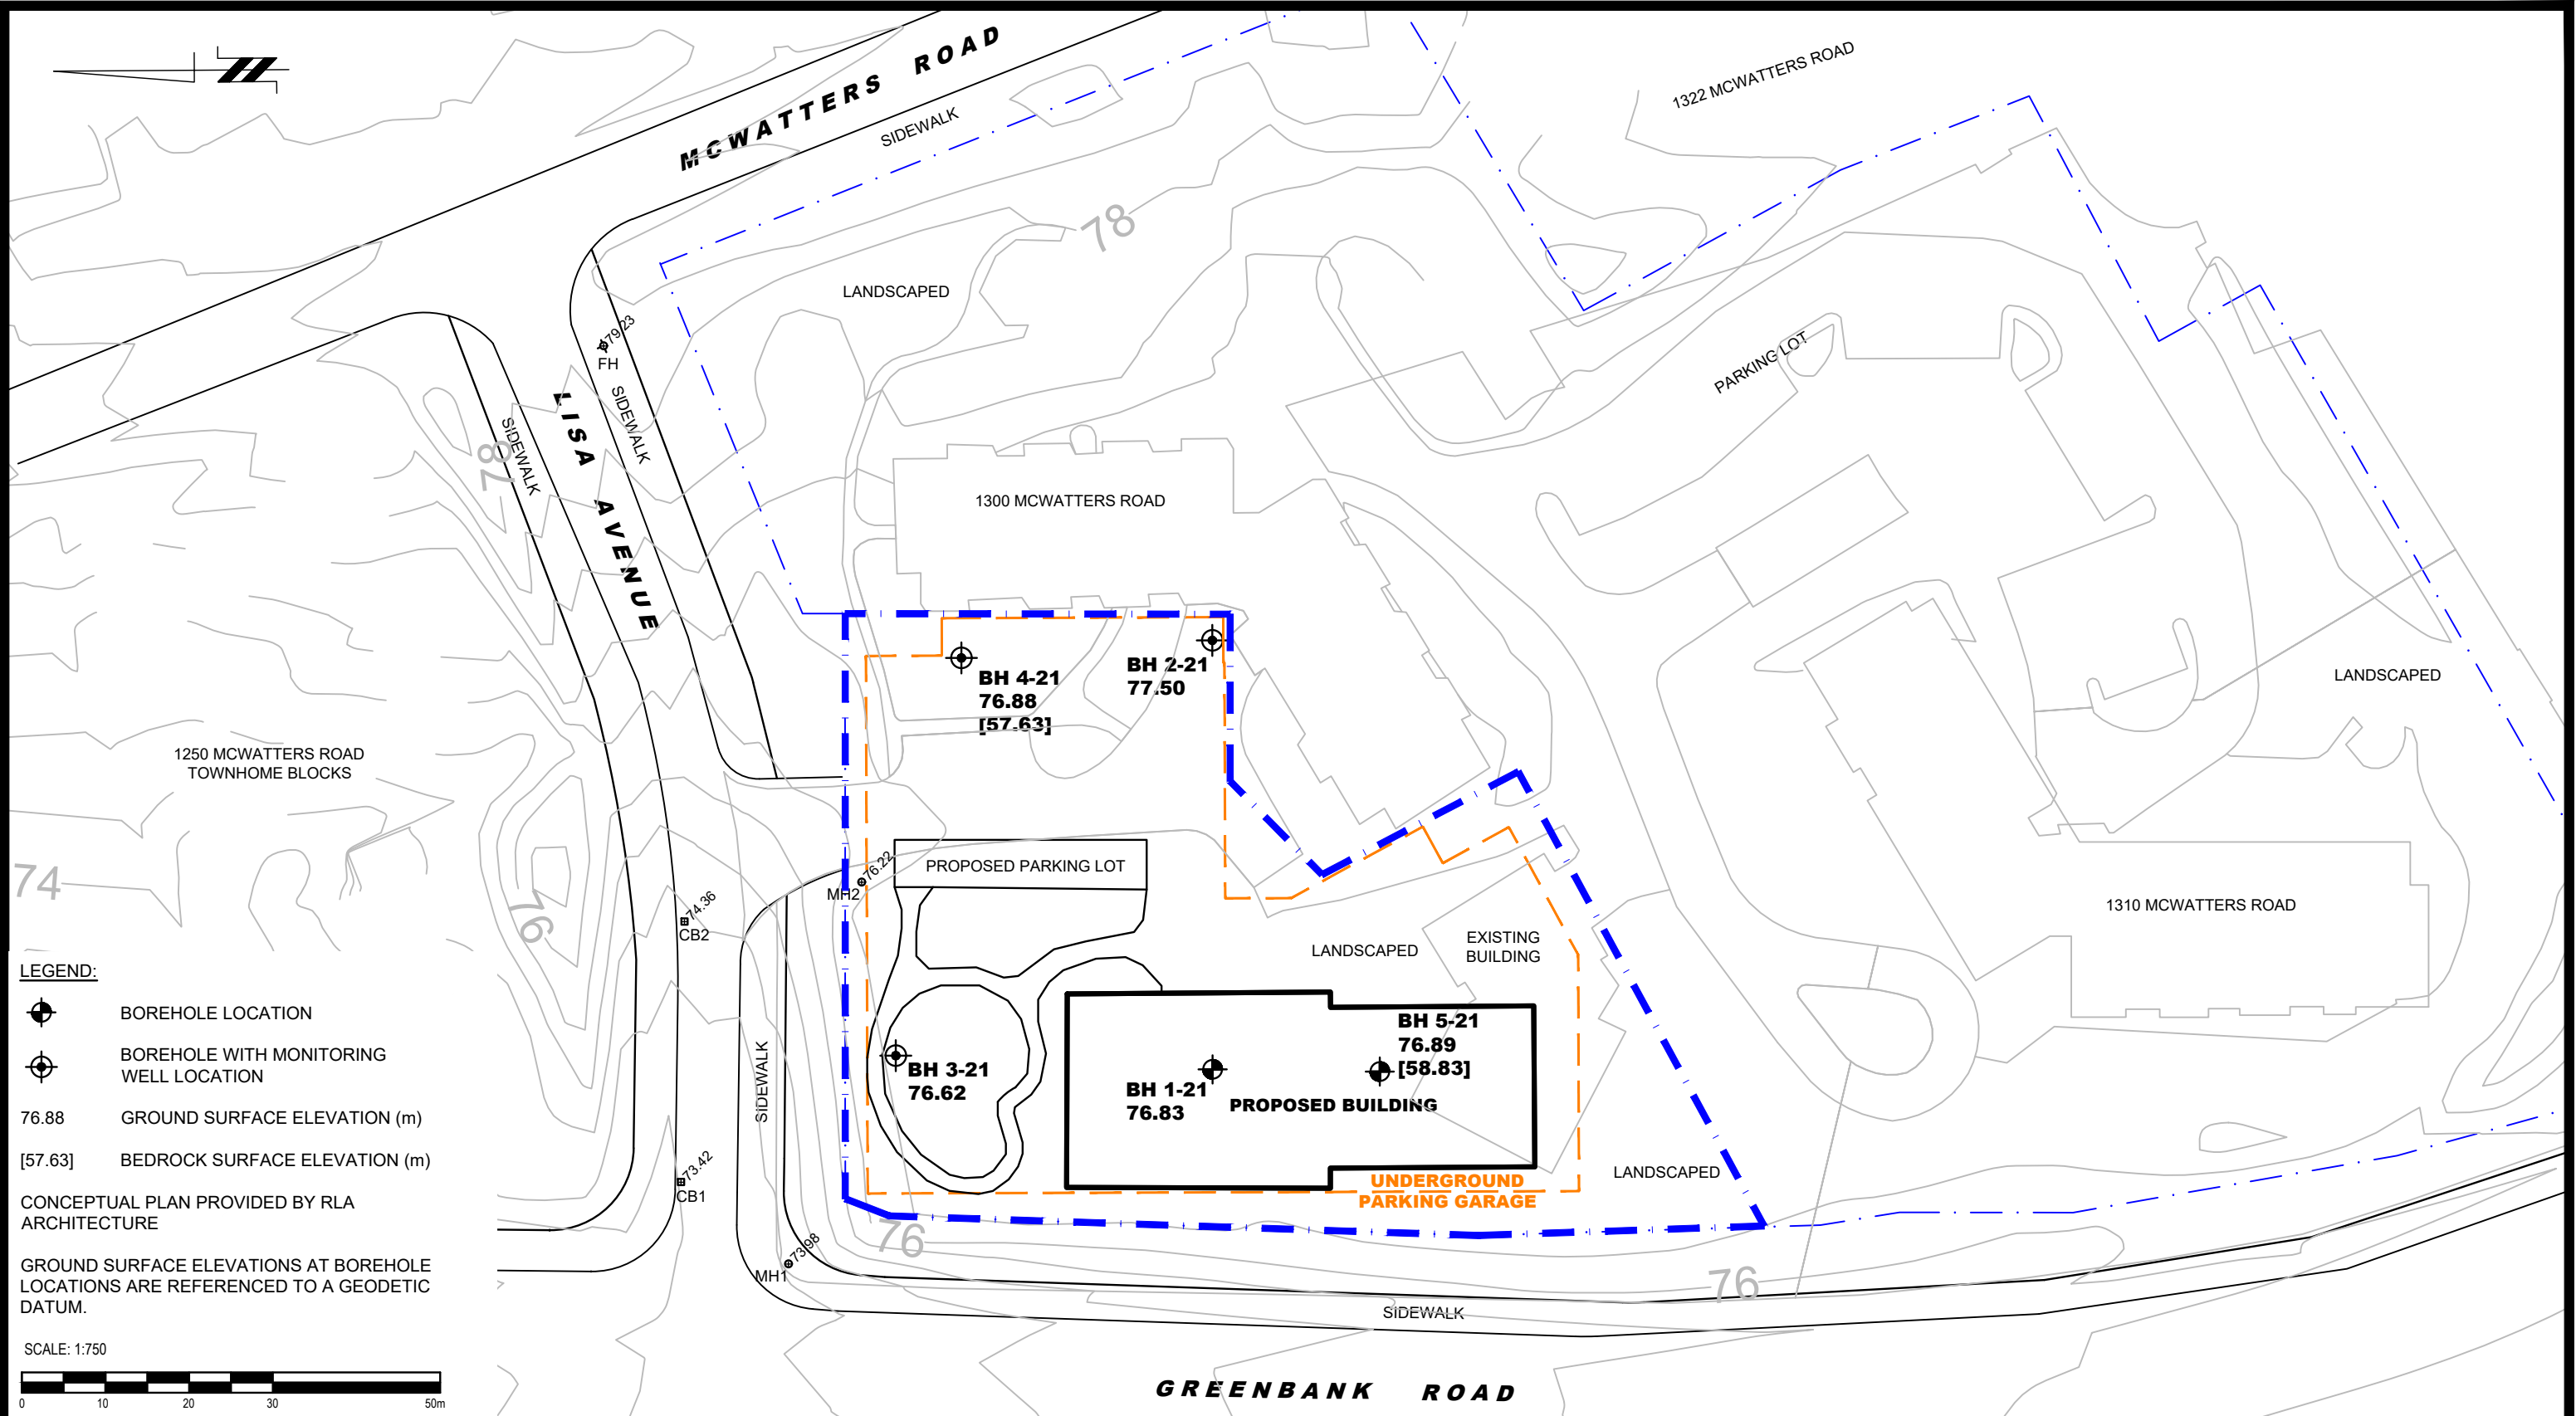 MCWATTERS ROAD
SIDEWALK
1322 MCWATTERS ROAD
78
LANDSCAPED
79.23
FH
SIDEWALK
LISA AVENUE
SIDEWALK
78
PARKING LOT
1300 MCWATTERS ROAD
BH 4-21
76.88
[57.63]
BH 2-21
77.50
LANDSCAPED
1250 MCWATTERS ROAD
TOWNHOME BLOCKS
74
76
PROPOSED PARKING LOT
76.22
MH2
74.36
CB2
LANDSCAPED
EXISTING
BUILDING
1310 MCWATTERS ROAD
BH 5-21
76.89
[58.83]
BH 3-21
76.62
BH 1-21
76.83
PROPOSED BUILDING
SIDEWALK
UNDERGROUND
PARKING GARAGE
LANDSCAPED
73.42
CB1
76
73.98
MH1
76
SIDEWALK
GREENBANK ROAD
LEGEND:
BOREHOLE LOCATION
BOREHOLE WITH MONITORING
WELL LOCATION
76.88 GROUND SURFACE ELEVATION (m)
[57.63] BEDROCK SURFACE ELEVATION (m)
CONCEPTUAL PLAN PROVIDED BY RLA
ARCHITECTURE
GROUND SURFACE ELEVATIONS AT BOREHOLE
LOCATIONS ARE REFERENCED TO A GEODETIC
DATUM.
SCALE: 1:750
0 10 20 30 50m